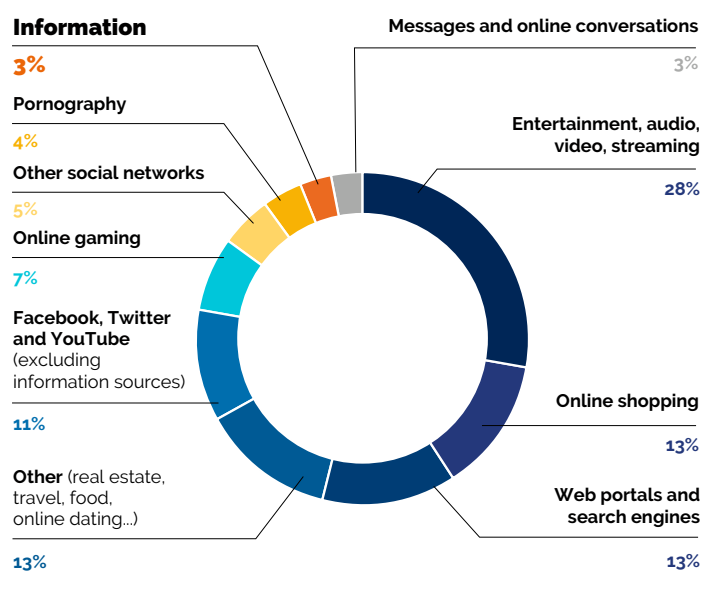 Information
3%
Pornography
4%
Other social networks
5%
Online gaming
7%
Facebook, Twitter
and YouTube
(excluding
information sources)
11%
Other (real estate,
travel, food,
online dating...)
13%
Messages and online conversations
3%
Entertainment, audio,
video, streaming
28%
Online shopping
13%
Web portals and
search engines
13%